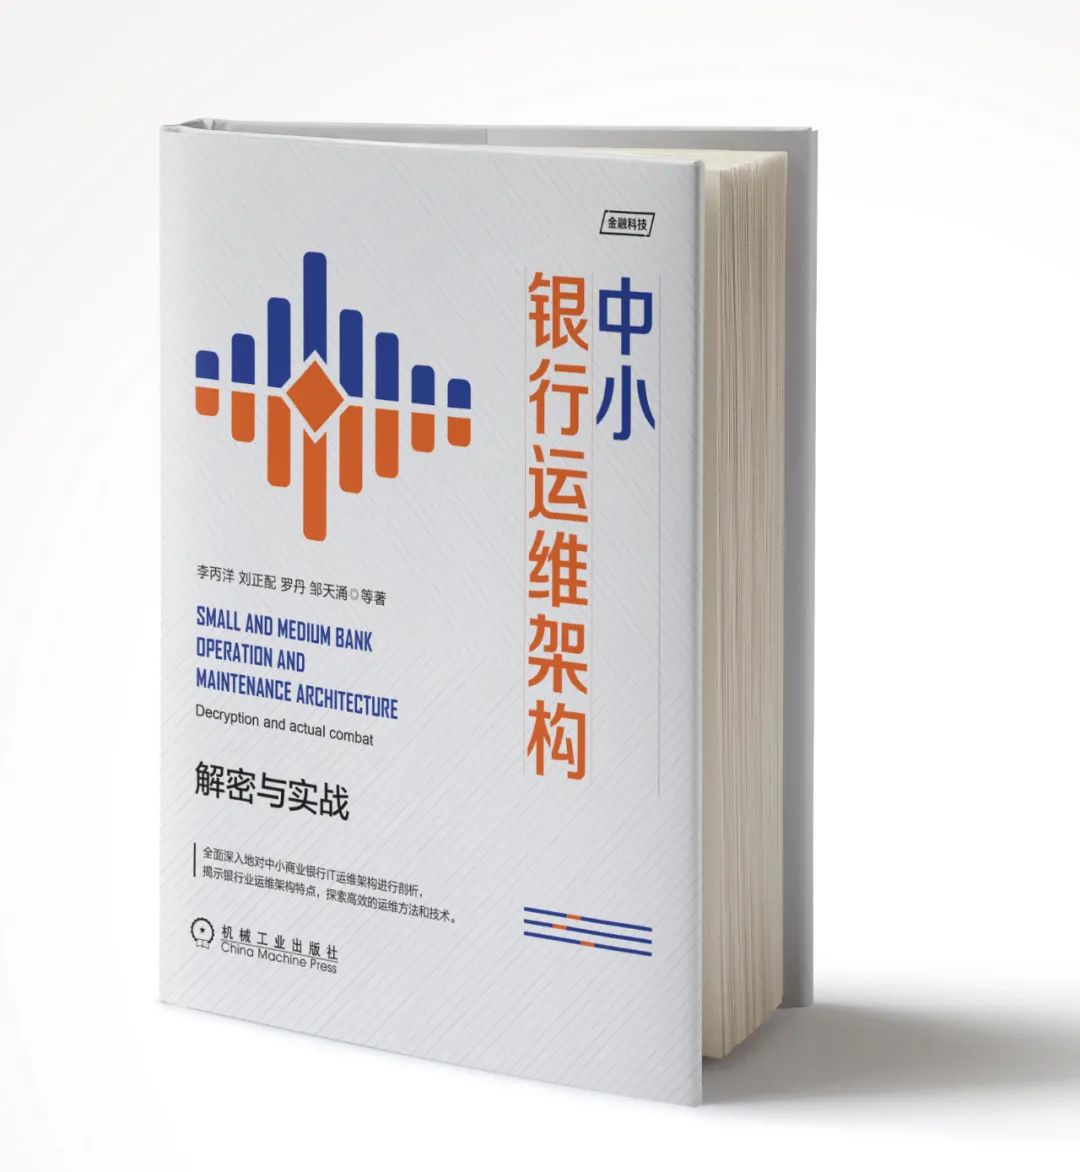 金融科技
中小
银行运维架构
李丙洋 刘正配 罗丹 邹天涌◎等著
SMALL AND MEDIUM BANK
OPERATION AND
MAINTENANCE ARCHITECTURE
Decryption and actual combat
解密与实战
全面深入地对中小商业银行IT运维架构进行剖析，
揭示银行业运维架构特点，探索高效的运维方法和技术。
机械工业出版社
China Machine Press